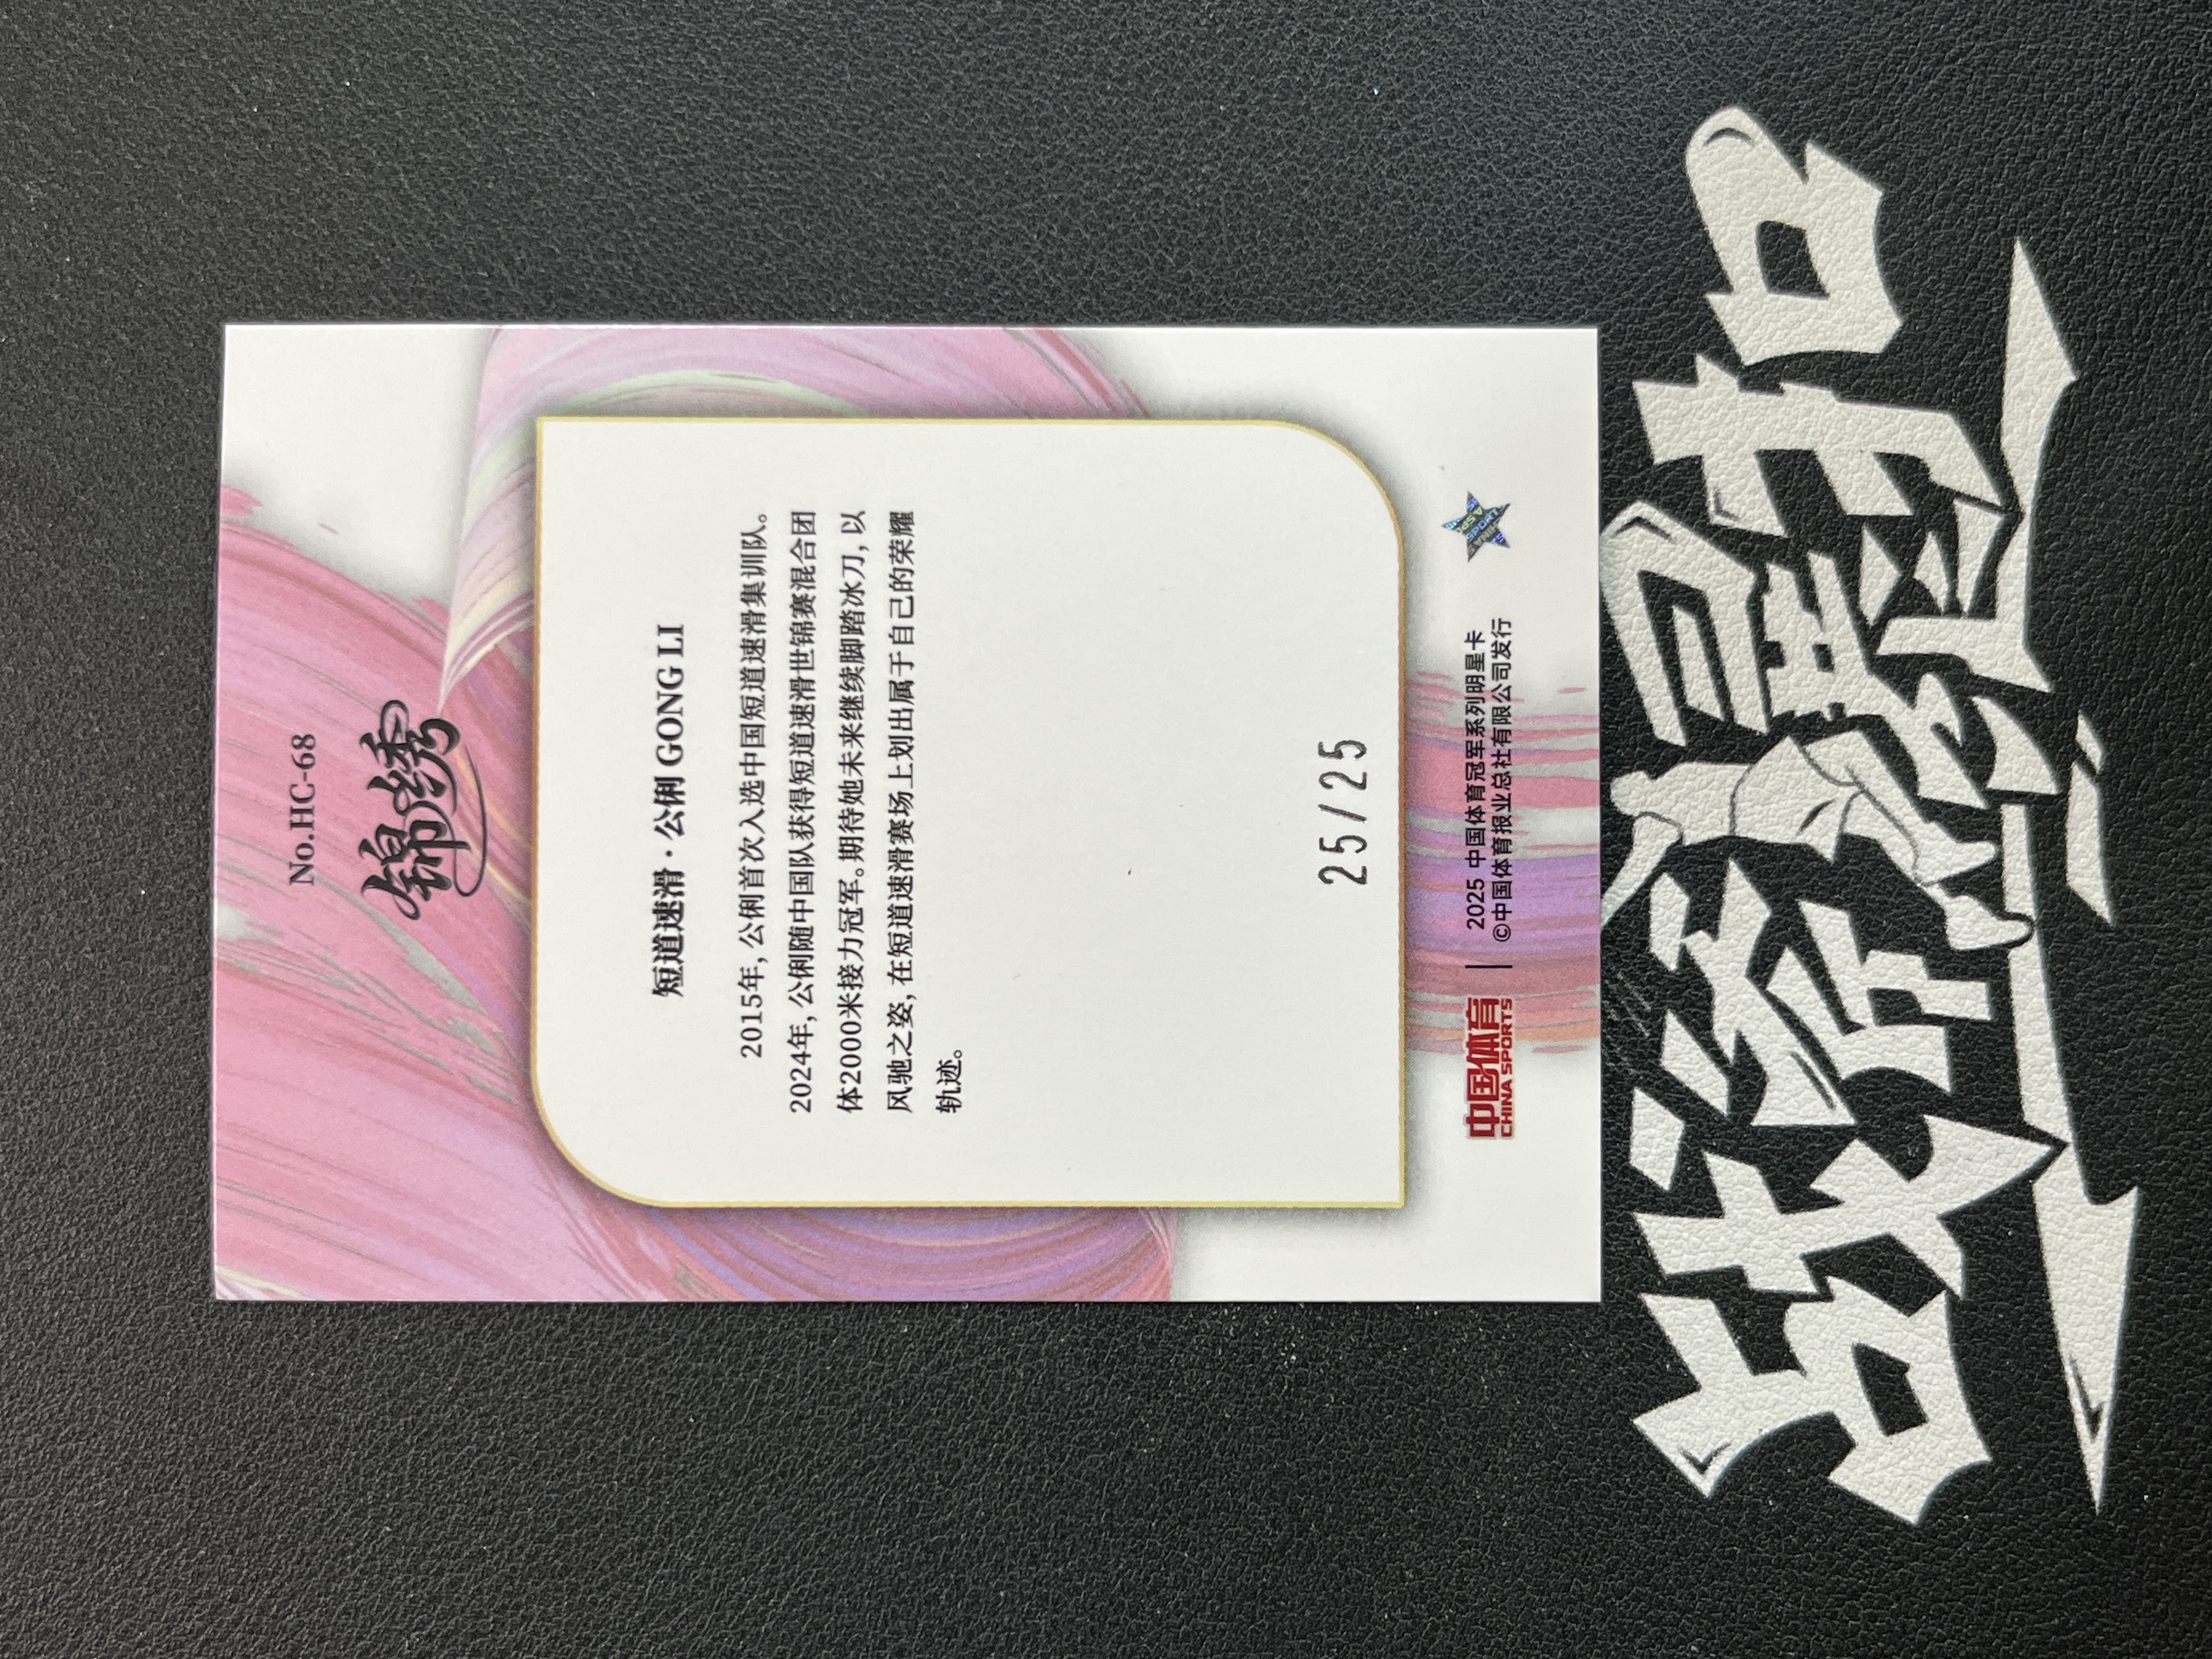 No.HC-68
锦绣
短道速滑·公俐 GONG LI
2015年，公俐首次入选中国短道速滑集训队。
2024年，公俐随中国队获得短道速滑世锦赛混合团
体2000米接力冠军。期待她未来继续脚踏冰刀，以
风驰之姿，在短道速滑赛场上划出属于自己的荣耀
轨迹。
25/25
中国体育
CHINA SPORTS
2025 中国体育冠军系列明星卡
©中国体育报业总社有限公司发行